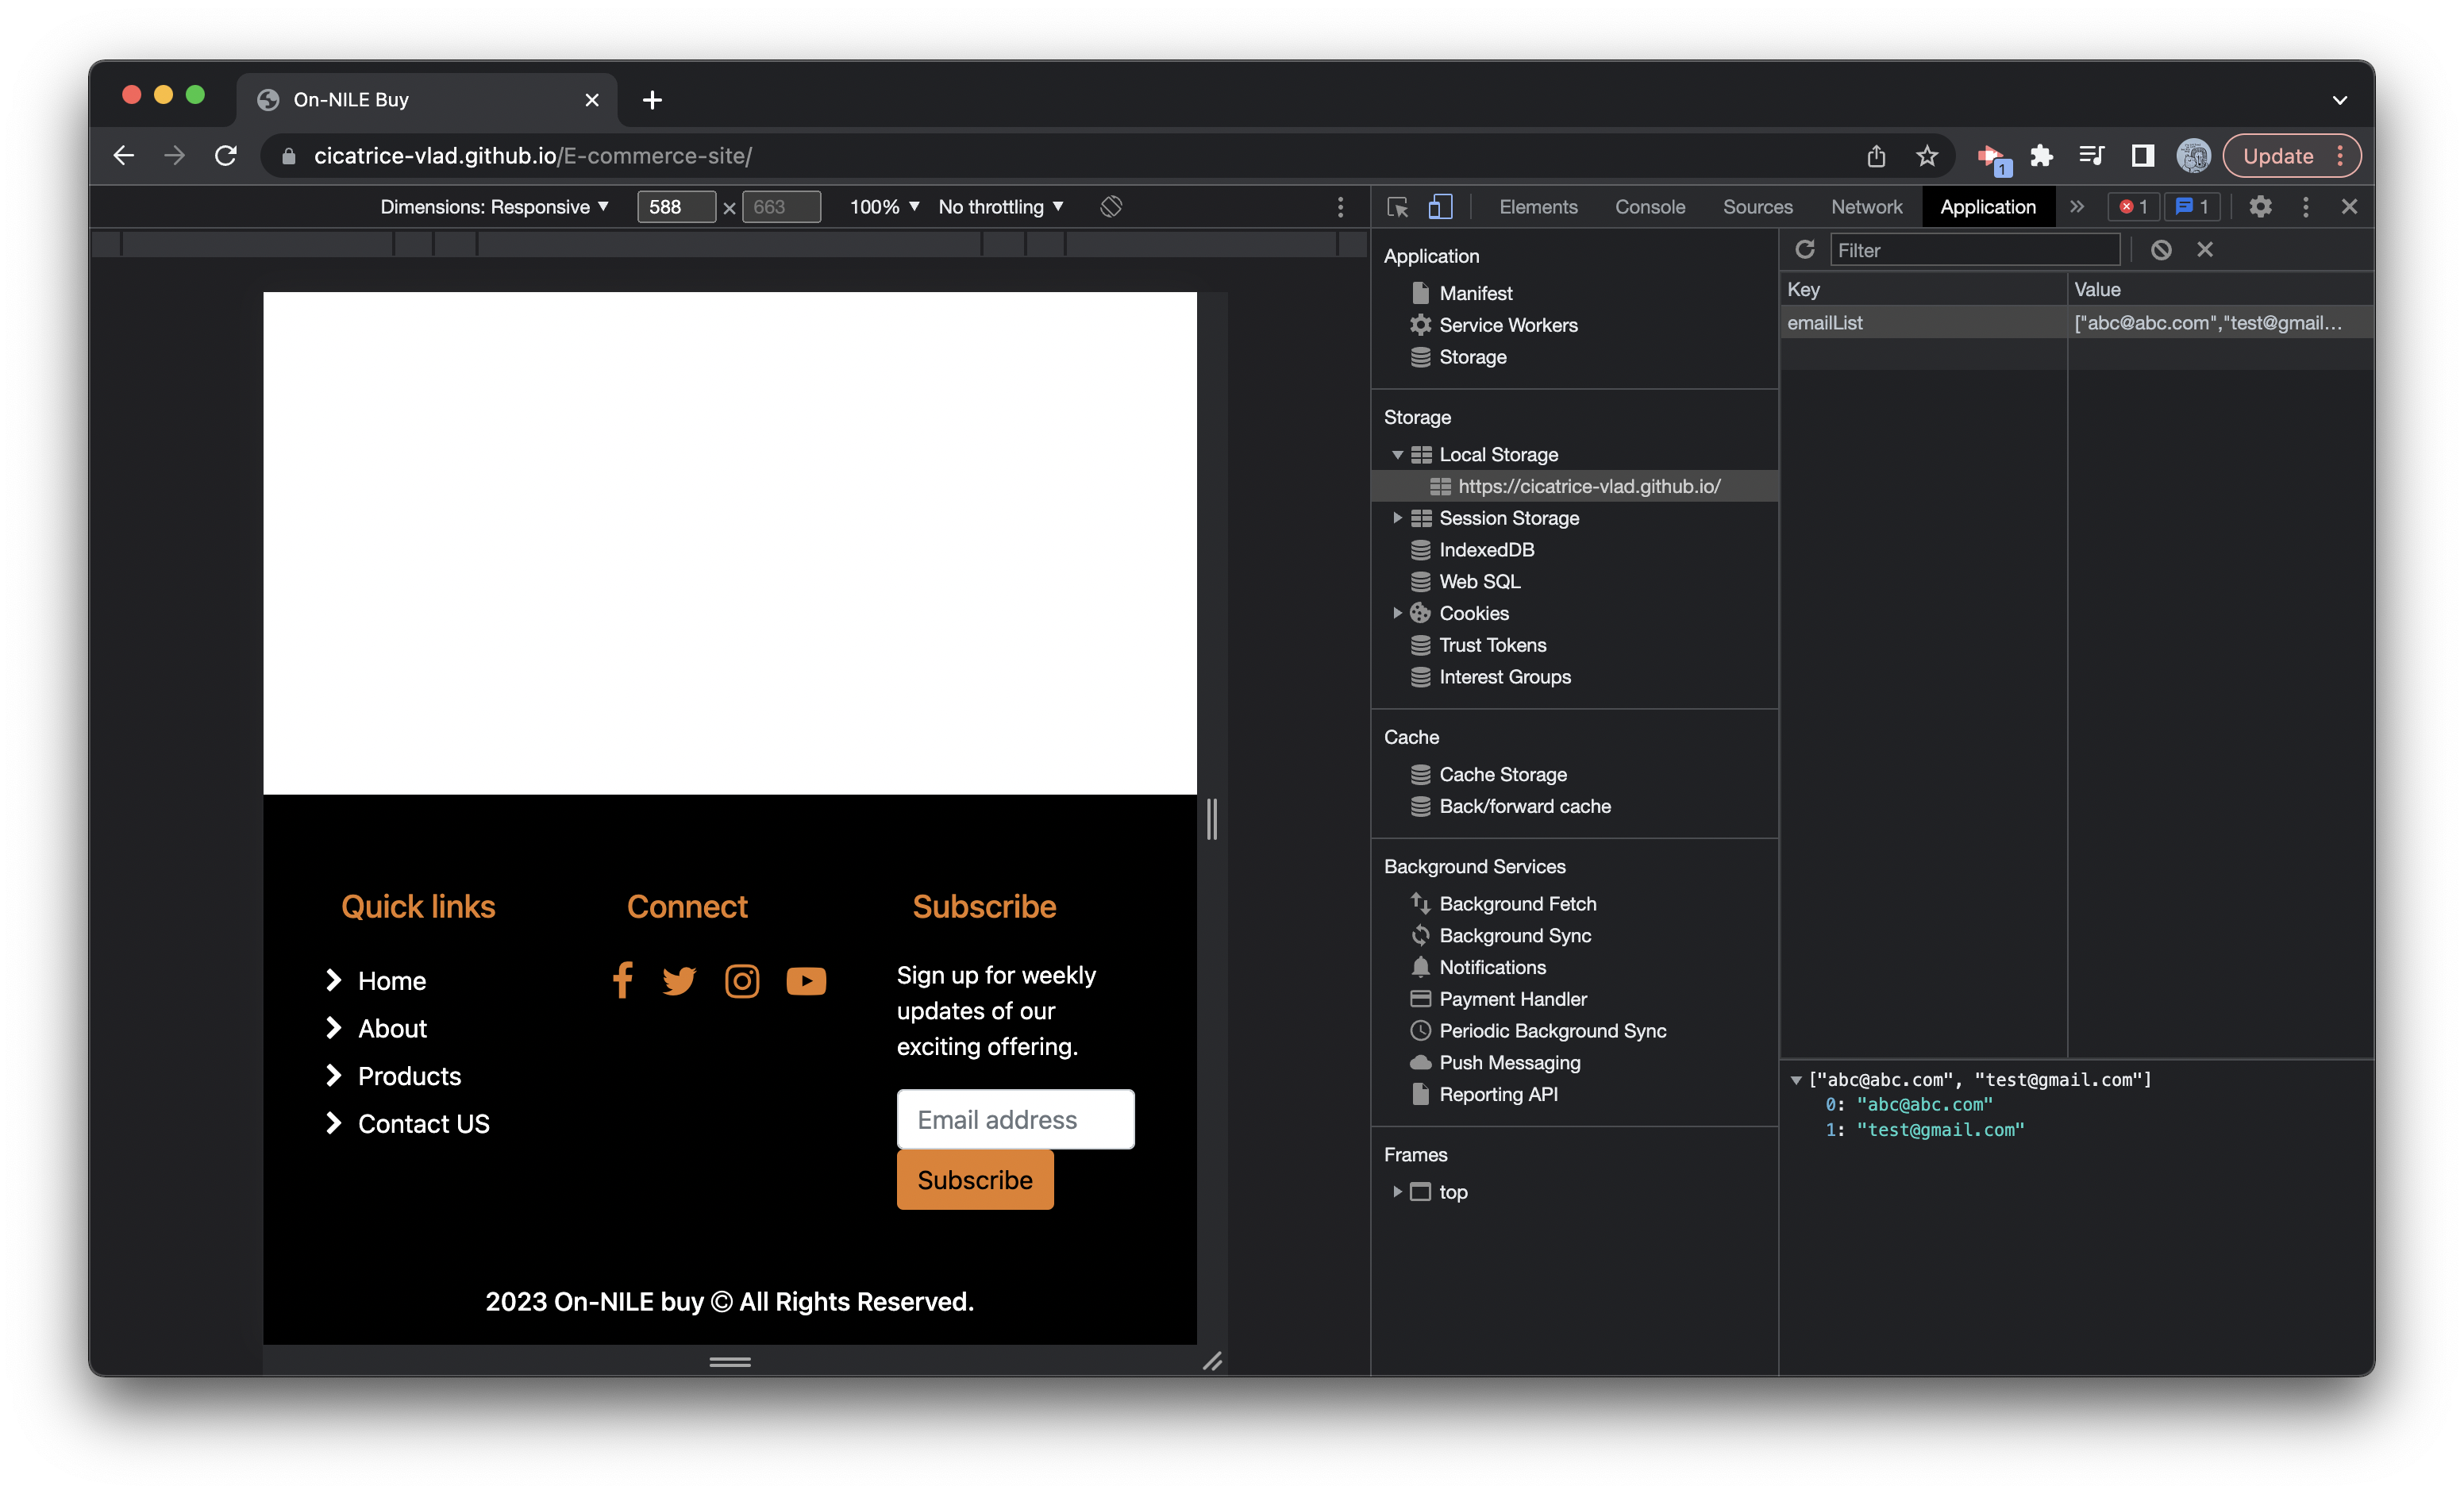 On-NILE Buy
cicatrice-vlad.github.io/E-commerce-site/
1
Update
Dimensions: Responsive
588 × 663
100%
No throttling
Elements
Console
Sources
Network
Application
1
1
Quick links
Home
About
Products
Contact US
Connect
Subscribe
Sign up for weekly
updates of our
exciting offering.
Email address
Subscribe
2023 On-NILE buy © All Rights Reserved.
Application
Manifest
Service Workers
Storage
Storage
Local Storage
https://cicatrice-vlad.github.io/
Session Storage
IndexedDB
Web SQL
Cookies
Trust Tokens
Interest Groups
Cache
Cache Storage
Back/forward cache
Background Services
Background Fetch
Background Sync
Notifications
Payment Handler
Periodic Background Sync
Push Messaging
Reporting API
Frames
top
Filter
Key Value
emailList ["abc@abc.com","test@gmail...
["abc@abc.com", "test@gmail.com"]
0: "abc@abc.com"
1: "test@gmail.com"